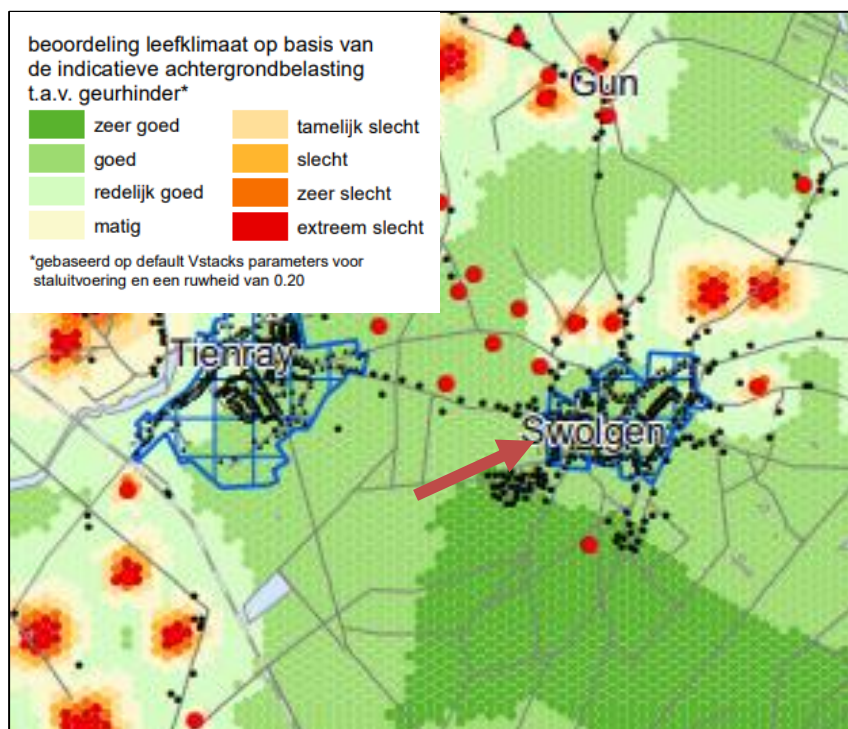 beoordeling leefklimaat op basis van
de indicatieve achtergrondbelasting
t.a.v. geurhinder*
zeer goed
goed
redelijk goed
matig
tamelijk slecht
slecht
zeer slecht
extreem slecht
*gebaseerd op default Vstacks parameters voor
staluitvoering en een ruwheid van 0.20
Gun
Tienray
Swolgen